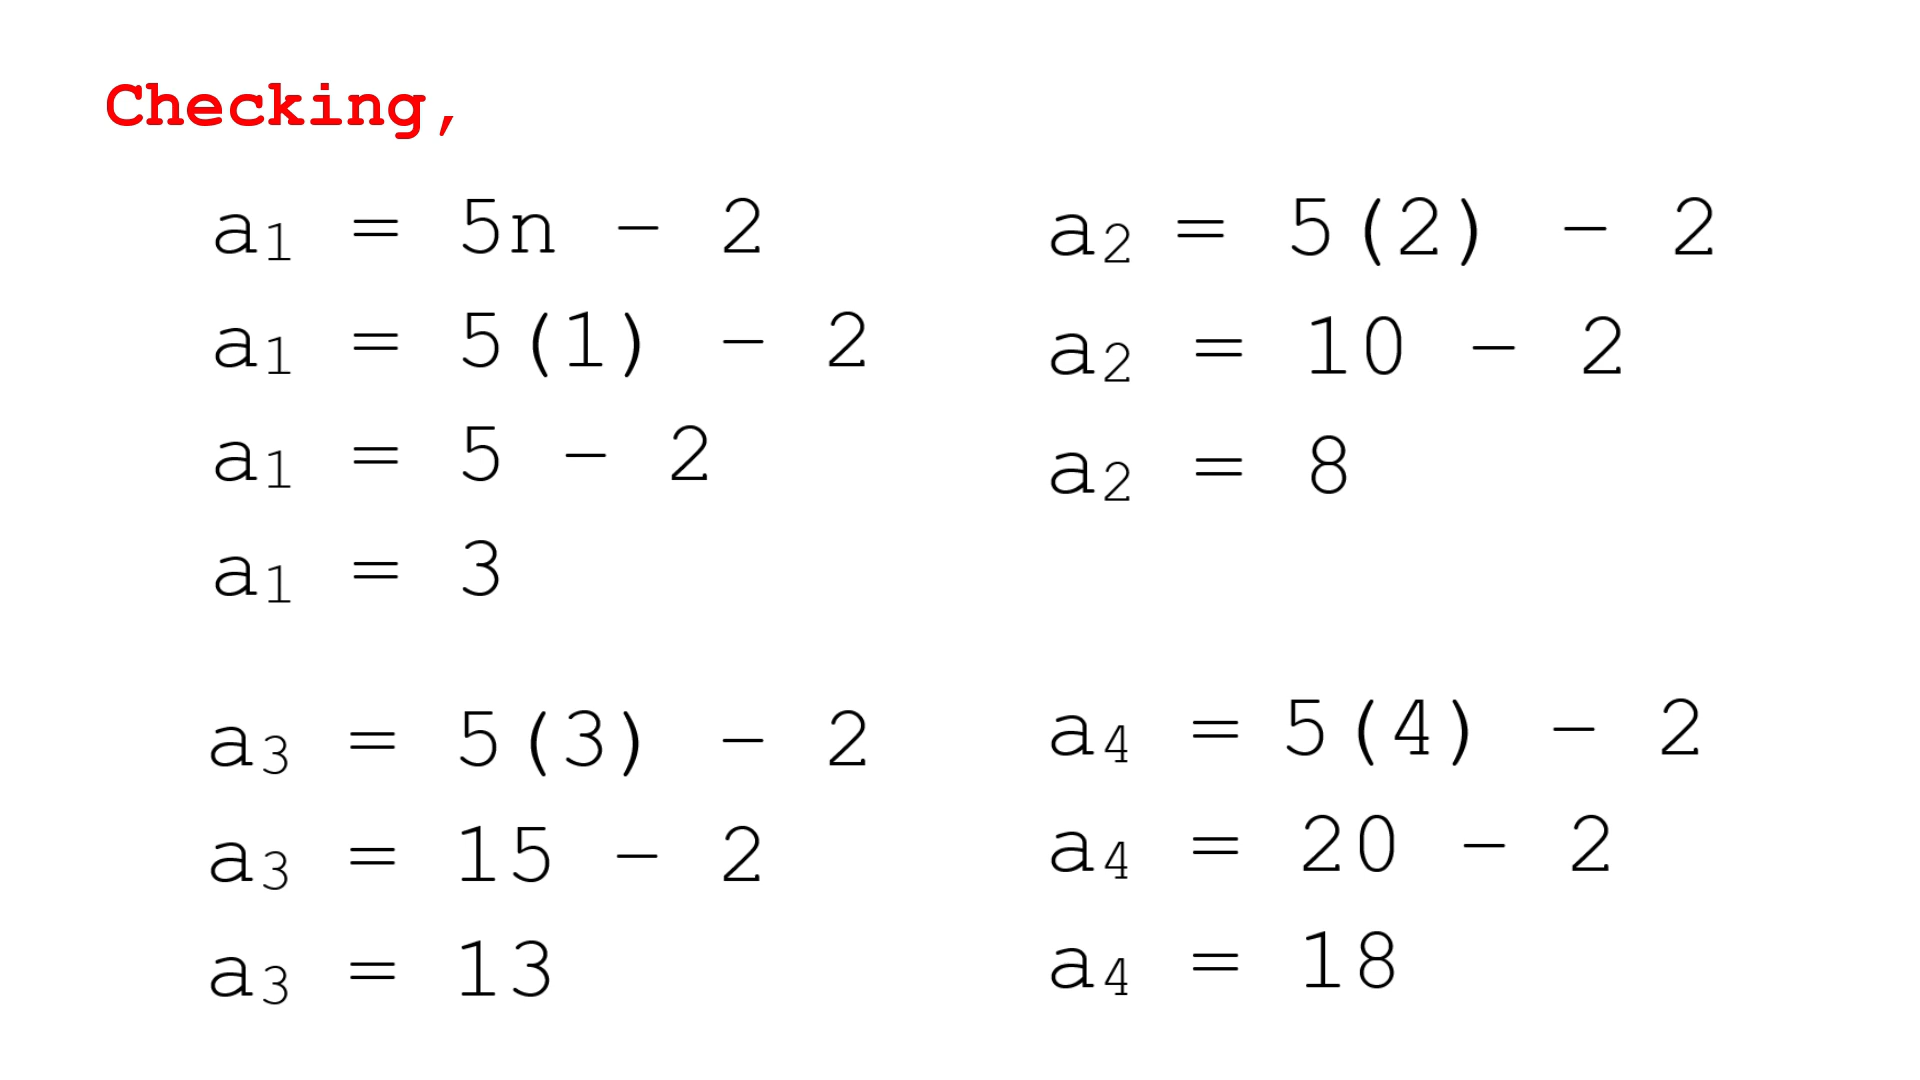 Checking,
a₁ = 5n - 2
a₁ = 5(1) - 2
a₁ = 5 - 2
a₁ = 3
a₂ = 5(2) - 2
a₂ = 10 - 2
a₂ = 8
a₃ = 5(3) - 2
a₃ = 15 - 2
a₃ = 13
a₄ = 5(4) - 2
a₄ = 20 - 2
a₄ = 18